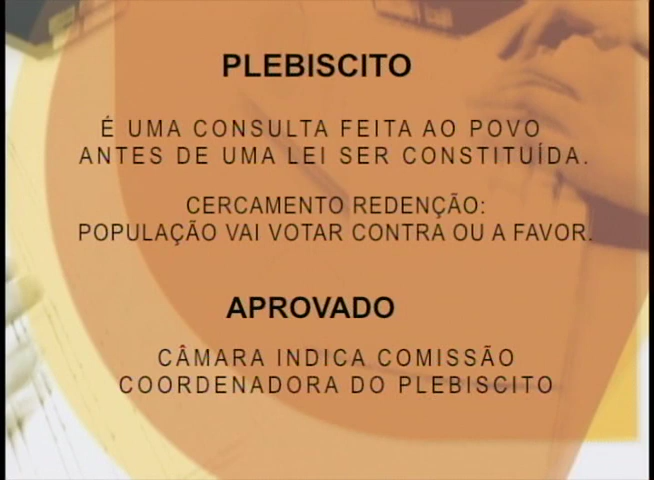 PLEBISCITO
É UMA CONSULTA FEITA AO POVO
ANTES DE UMA LEI SER CONSTITUÍDA.
CERCAMENTO REDENÇÃO:
POPULAÇÃO VAI VOTAR CONTRA OU A FAVOR.
APROVADO
CÂMARA INDICA COMISSÃO
COORDENADORA DO PLEBISCITO